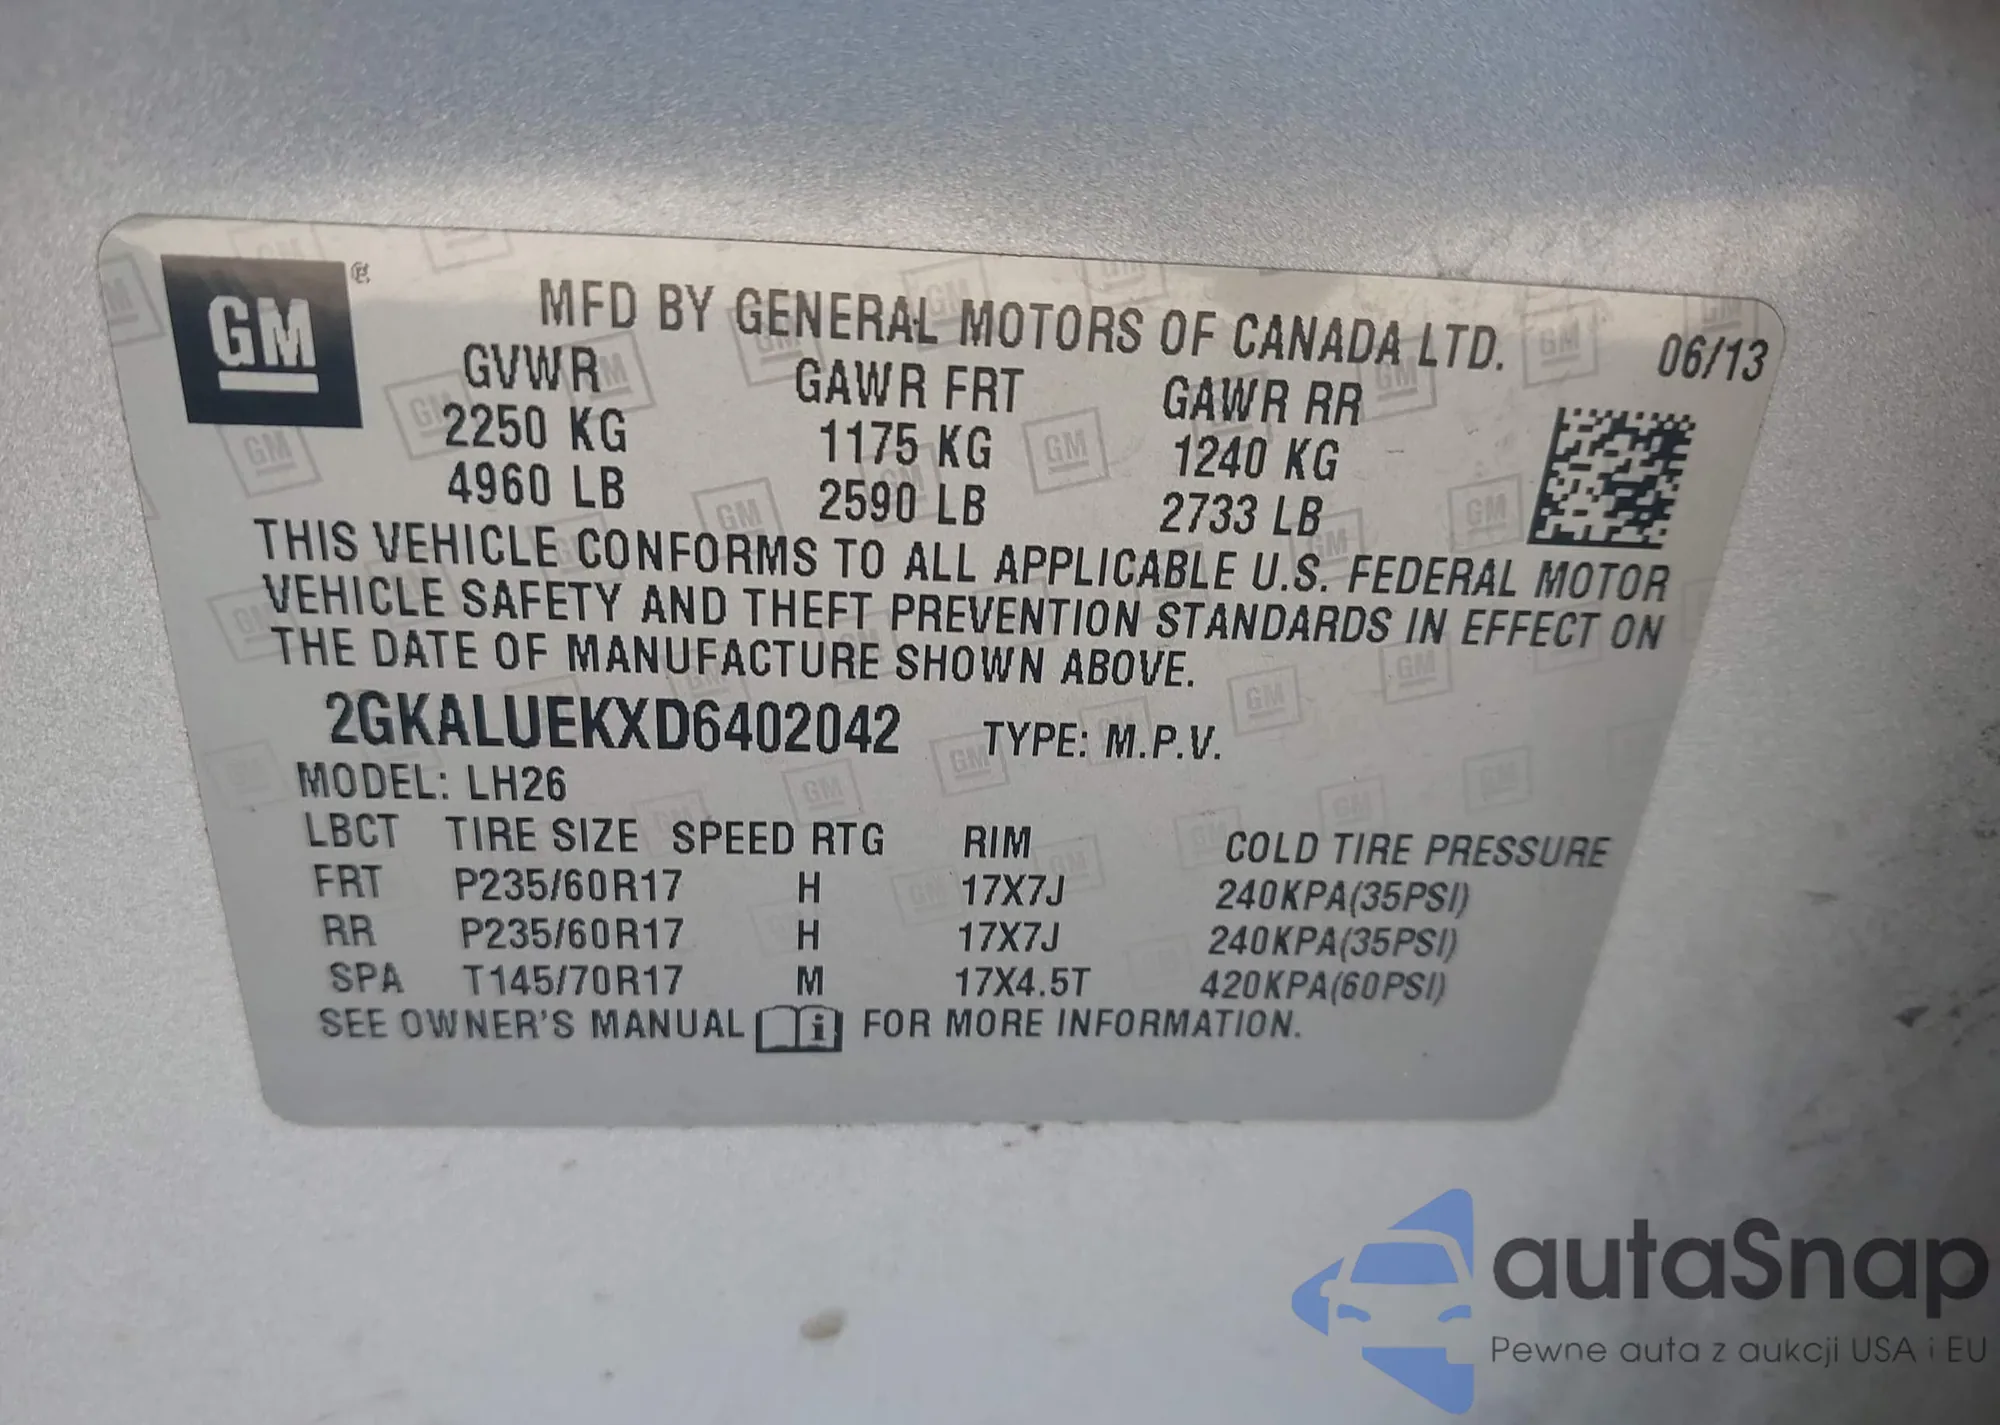 GM ®
MFD BY GENERAL MOTORS OF CANADA LTD.
06/13
GVWR GAWR FRT GAWR RR
2250 KG 1175 KG 1240 KG
4960 LB 2590 LB 2733 LB
THIS VEHICLE CONFORMS TO ALL APPLICABLE U.S. FEDERAL MOTOR
VEHICLE SAFETY AND THEFT PREVENTION STANDARDS IN EFFECT ON
THE DATE OF MANUFACTURE SHOWN ABOVE.
2GKALUEKXD6402042 TYPE: M.P.V.
MODEL: LH26
LBCT TIRE SIZE SPEED RTG RIM COLD TIRE PRESSURE
FRT P235/60R17 H 17X7J 240KPA(35PSI)
RR P235/60R17 H 17X7J 240KPA(35PSI)
SPA T145/70R17 M 17X4.5T 420KPA(60PSI)
SEE OWNER'S MANUAL i FOR MORE INFORMATION.
autaSnap
Pewne auta z aukcji USA i EU